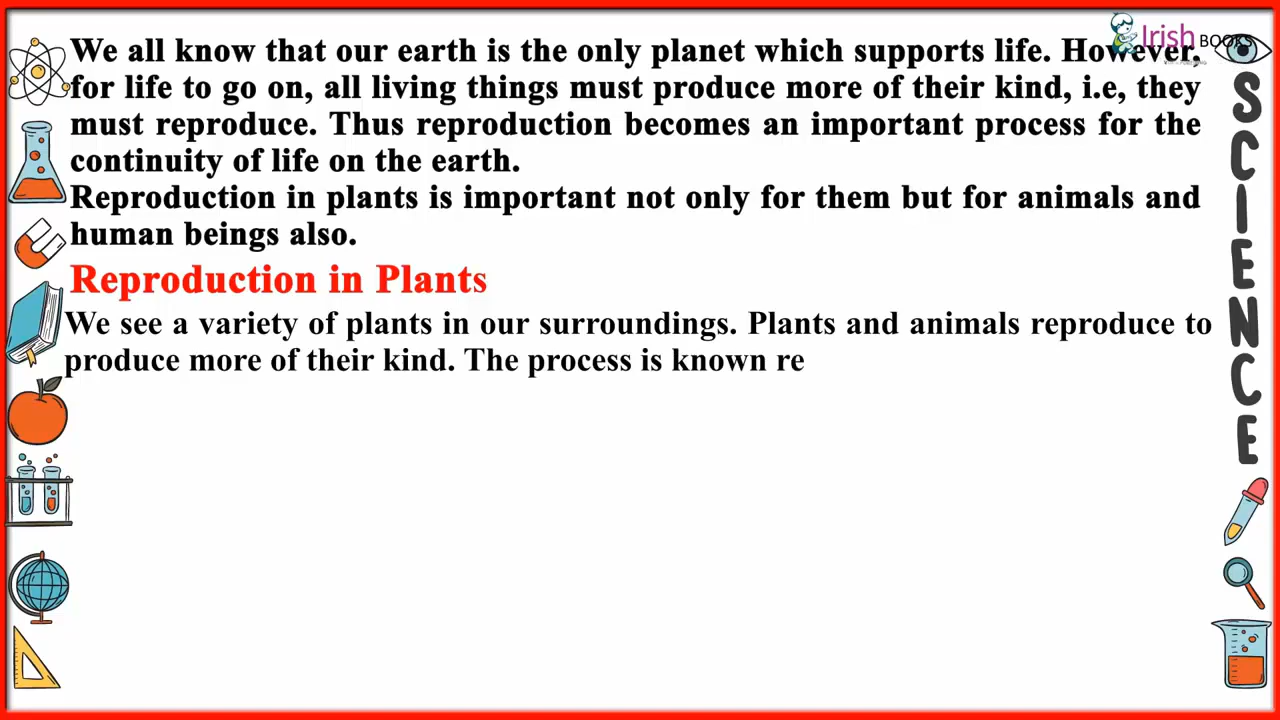 We all know that our earth is the only planet which supports life. However,
for life to go on, all living things must produce more of their kind, i.e, they
must reproduce. Thus reproduction becomes an important process for the
continuity of life on the earth.
Reproduction in plants is important not only for them but for animals and
human beings also.
Reproduction in Plants
We see a variety of plants in our surroundings. Plants and animals reproduce to
produce more of their kind. The process is known re
Irish BOOKS
SCIENCE